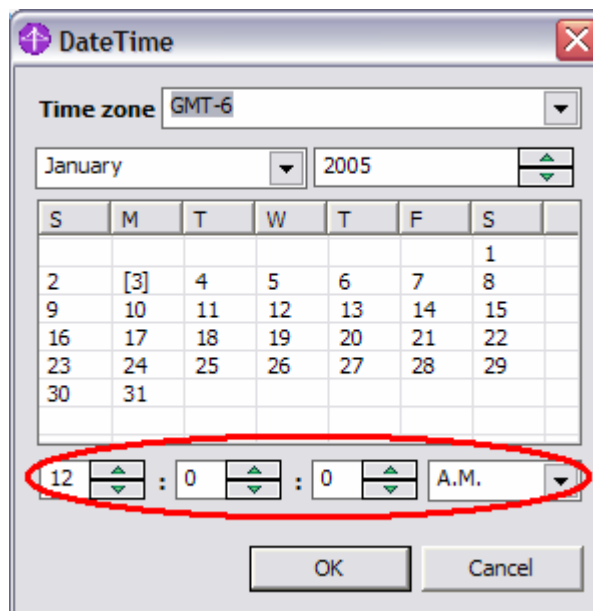 DateTime
Time zone GMT-6
January 2005
S M T W T F S
1
2 [3] 4 5 6 7 8
9 10 11 12 13 14 15
16 17 18 19 20 21 22
23 24 25 26 27 28 29
30 31
12 : 0 : 0 A.M.
OK Cancel